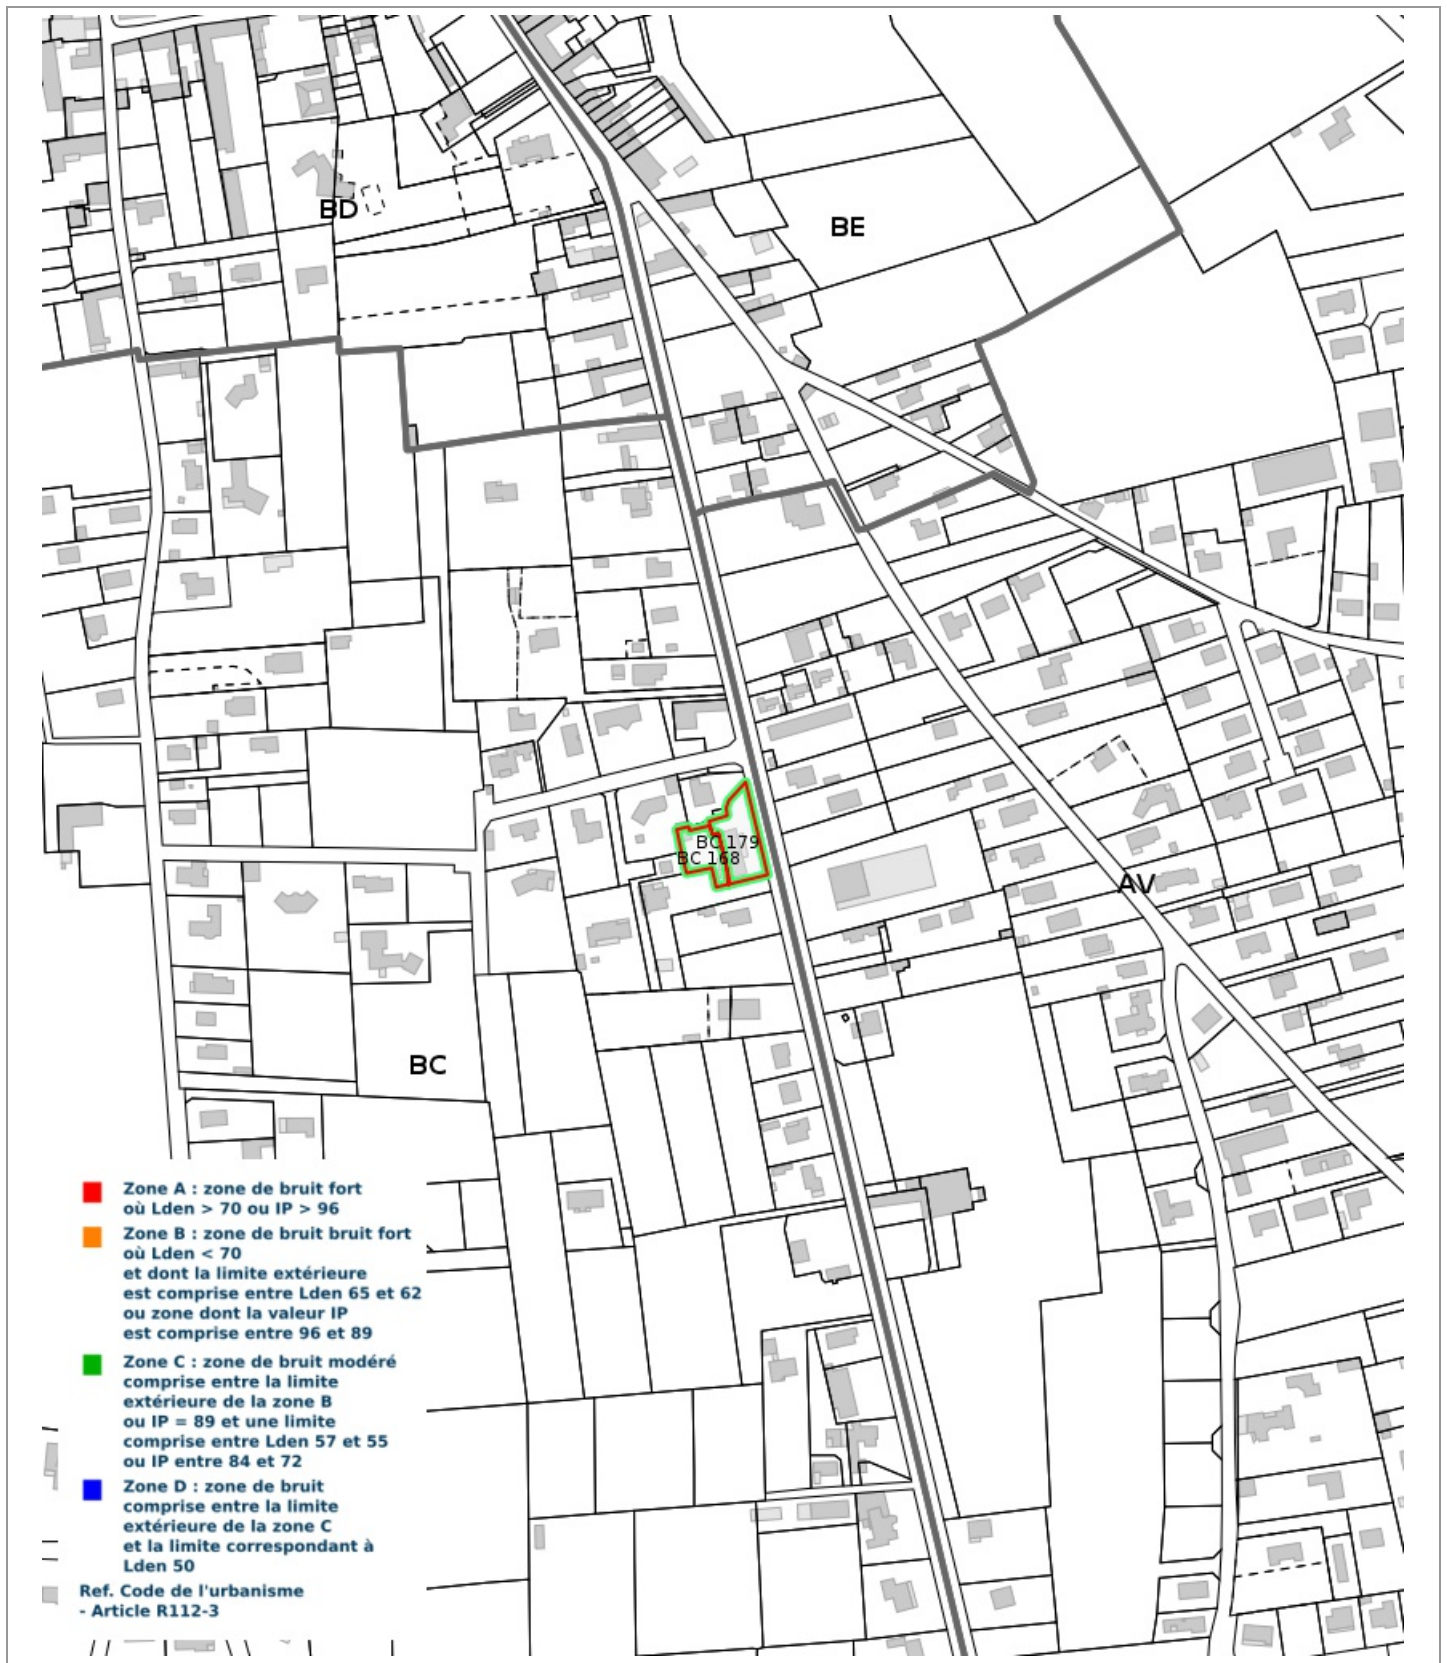 BD
BE
BC 179
BC 168
AV
BC
Zone A : zone de bruit fort
où Lden > 70 ou IP > 96
Zone B : zone de bruit bruit fort
où Lden < 70
et dont la limite extérieure
est comprise entre Lden 65 et 62
ou zone dont la valeur IP
est comprise entre 96 et 89
Zone C : zone de bruit modéré
comprise entre la limite
extérieure de la zone B
ou IP = 89 et une limite
comprise entre Lden 57 et 55
ou IP entre 84 et 72
Zone D : zone de bruit
comprise entre la limite
extérieure de la zone C
et la limite correspondant à
Lden 50
Ref. Code de l'urbanisme
- Article R112-3